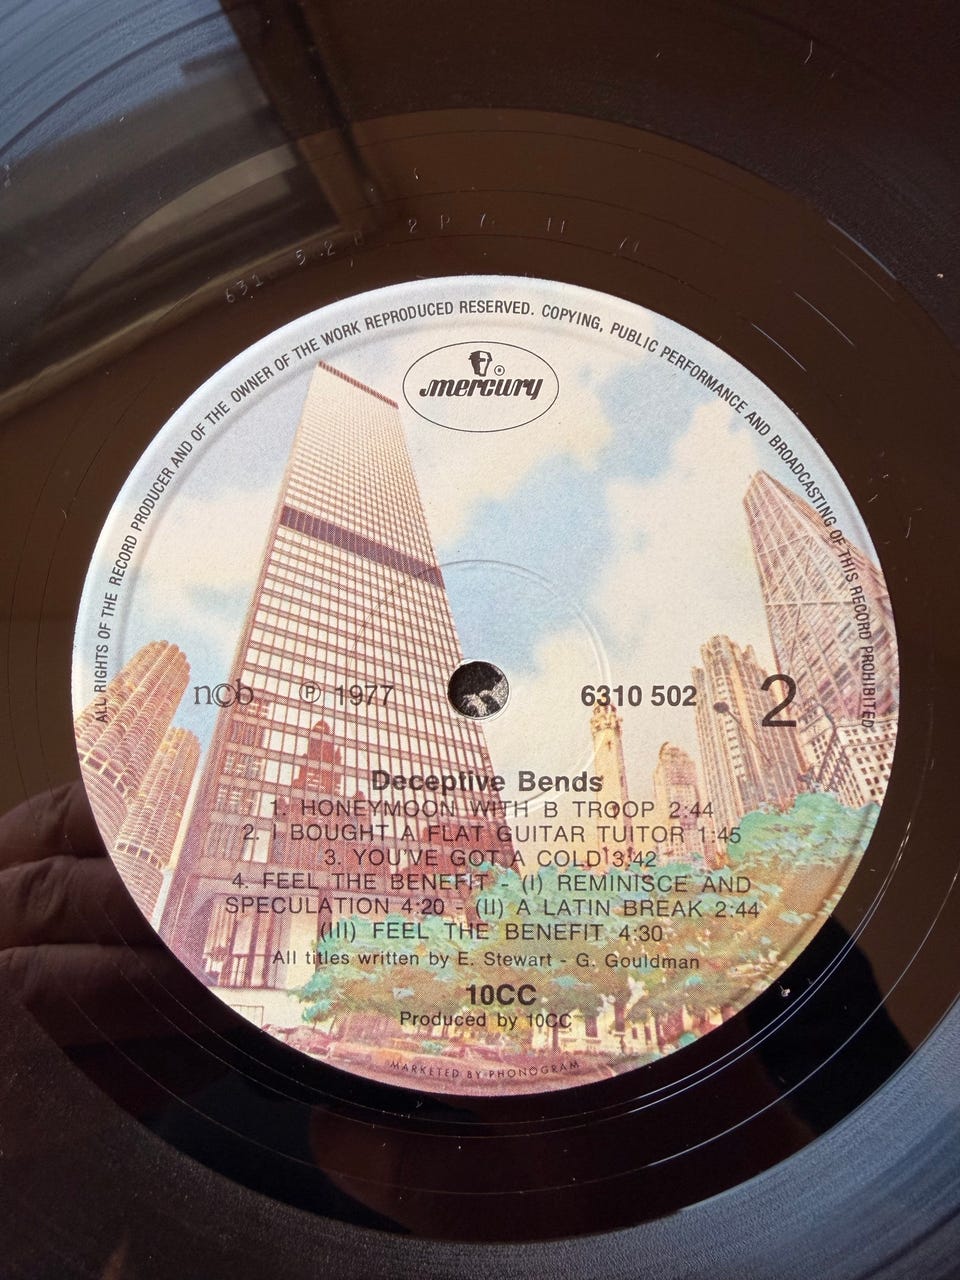 ALL RIGHTS OF THE RECORD PRODUCER AND OF THE OWNER OF THE WORK REPRODUCED RESERVED. COPYING, PUBLIC PERFORMANCE AND BROADCASTING OF THIS RECORD PROHIBITED
mercury ®
ncb ℗ 1977 6310 502 2
Deceptive Bends
1. HONEYMOON WITH B TROOP 2:44
2. I BOUGHT A FLAT GUITAR TUITOR 1:45
3. YOU'VE GOT A COLD 3:42
4. FEEL THE BENEFIT - (I) REMINISCE AND
SPECULATION 4:20 - (II) A LATIN BREAK 2:44
(III) FEEL THE BENEFIT 4:30
All titles written by E. Stewart - G. Gouldman
10CC
Produced by 10CC
MARKETED BY PHONOGRAM